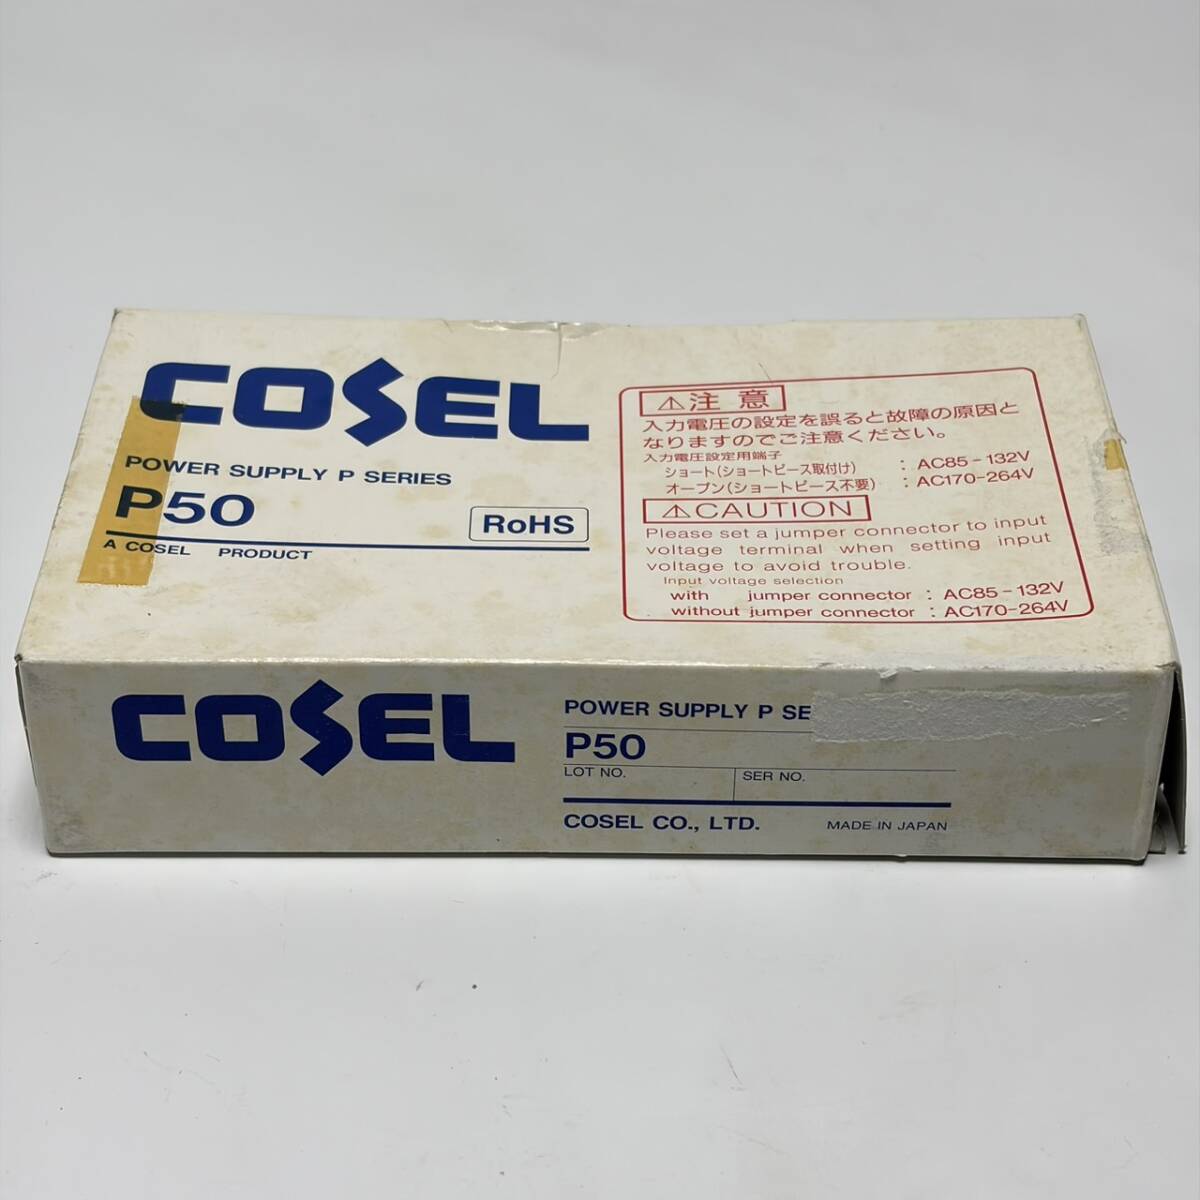 COSEL
POWER SUPPLY P SERIES
P50
RoHS
A COSEL PRODUCT
⚠注意
入力電圧の設定を誤ると故障の原因と
なりますのでご注意ください。
入力電圧設定用端子
ショート(ショートピース取付け) : AC85-132V
オープン(ショートピース不要) : AC170-264V
⚠CAUTION
Please set a jumper connector to input
voltage terminal when setting input
voltage to avoid trouble.
Input voltage selection
with jumper connector : AC85-132V
without jumper connector : AC170-264V
COSEL
POWER SUPPLY P SE
P50
LOT NO. SER NO.
COSEL CO., LTD. MADE IN JAPAN